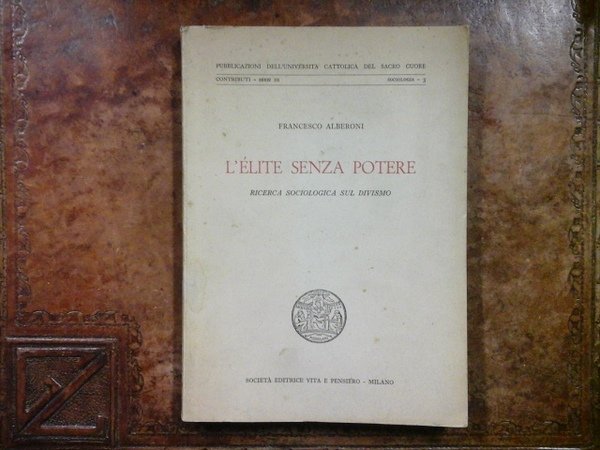 PUBBLICAZIONI DELL'UNIVERSITÀ CATTOLICA DEL SACRO CUORE
CONTRIBUTI - SERIE III SOCIOLOGIA - 3
FRANCESCO ALBERONI
L'ÉLITE SENZA POTERE
RICERCA SOCIOLOGICA SUL DIVISMO
SOCIETÀ EDITRICE VITA E PENSIERO - MILANO